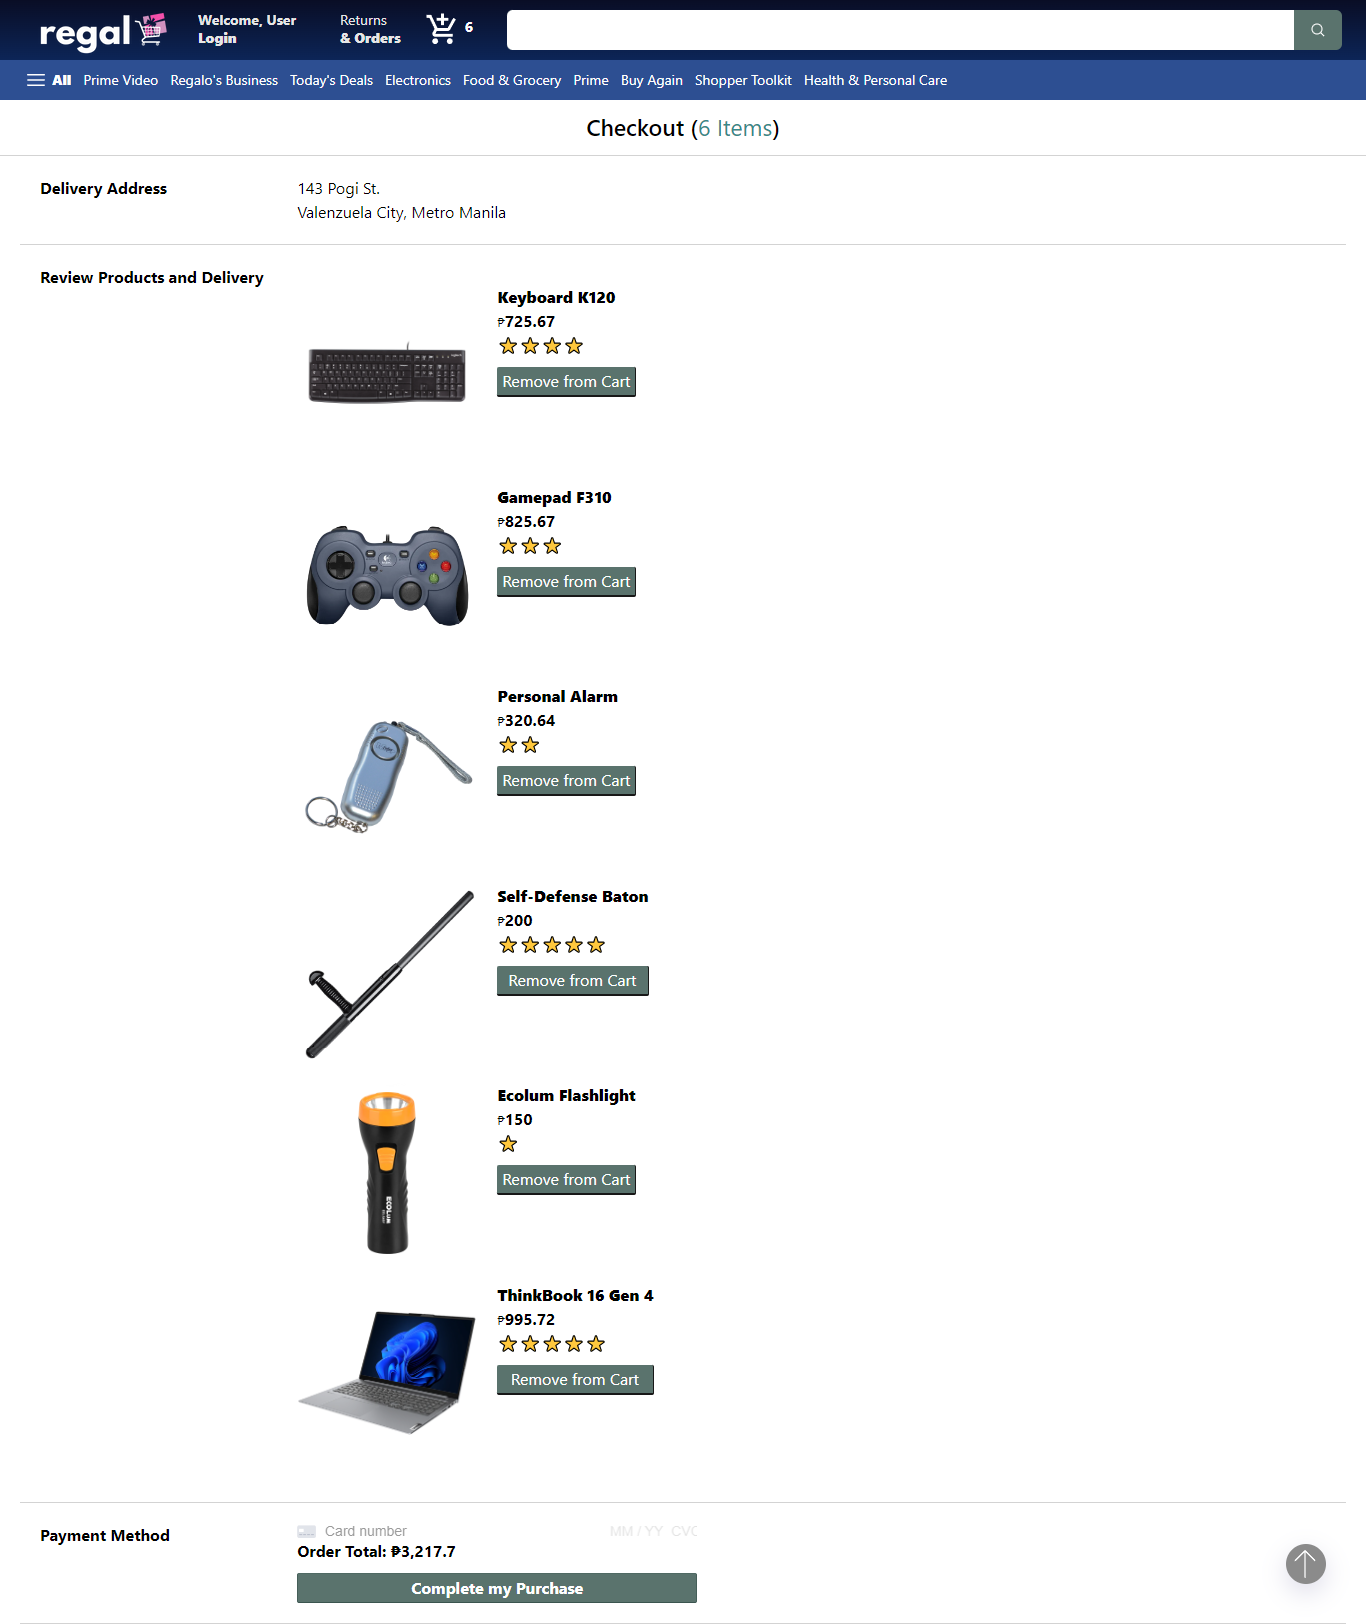 regal
Welcome, User
Login
Returns
& Orders
6
All Prime Video Regalo's Business Today's Deals Electronics Food & Grocery Prime Buy Again Shopper Toolkit Health & Personal Care
Checkout (6 Items)
Delivery Address
143 Pogi St.
Valenzuela City, Metro Manila
Review Products and Delivery
Keyboard K120
₱725.67
Remove from Cart
Gamepad F310
₱825.67
Remove from Cart
Personal Alarm
₱320.64
Remove from Cart
Self-Defense Baton
₱200
Remove from Cart
ECOLUM
Ecolum Flashlight
₱150
Remove from Cart
ThinkBook 16 Gen 4
₱995.72
Remove from Cart
Payment Method
Card number MM / YY CVC
Order Total: ₱3,217.7
Complete my Purchase